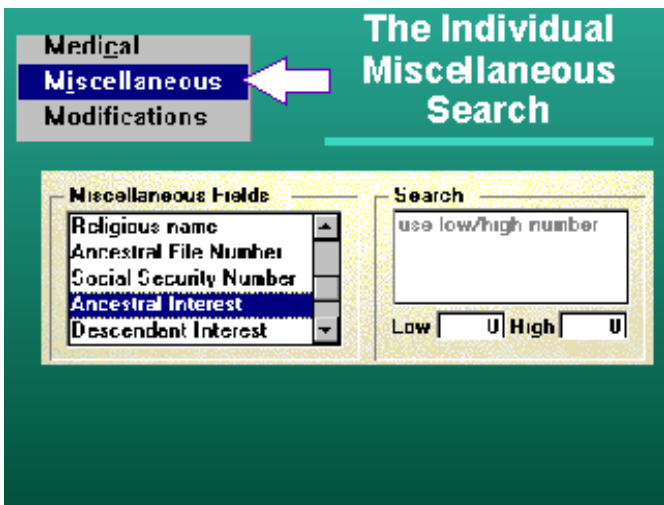 Medical
Miscellaneous
Modifications
The Individual
Miscellaneous
Search
Miscellaneous Fields
Religious name
Ancestral File Number
Social Security Number
Ancestral Interest
Descendant Interest
Search
use low/high number
Low 0 High 0